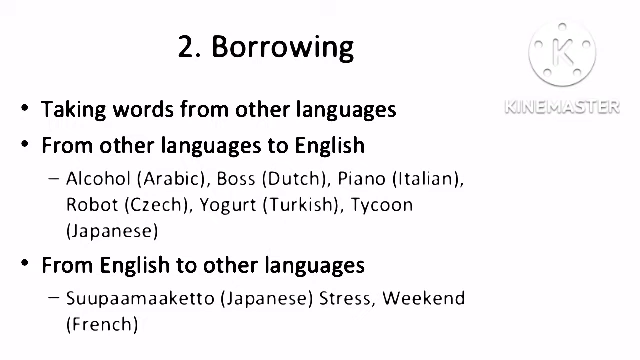 2. Borrowing
KINEMASTER
• Taking words from other languages
• From other languages to English
– Alcohol (Arabic), Boss (Dutch), Piano (Italian),
Robot (Czech), Yogurt (Turkish), Tycoon
(Japanese)
• From English to other languages
– Suupaamaaketto (Japanese) Stress, Weekend
(French)